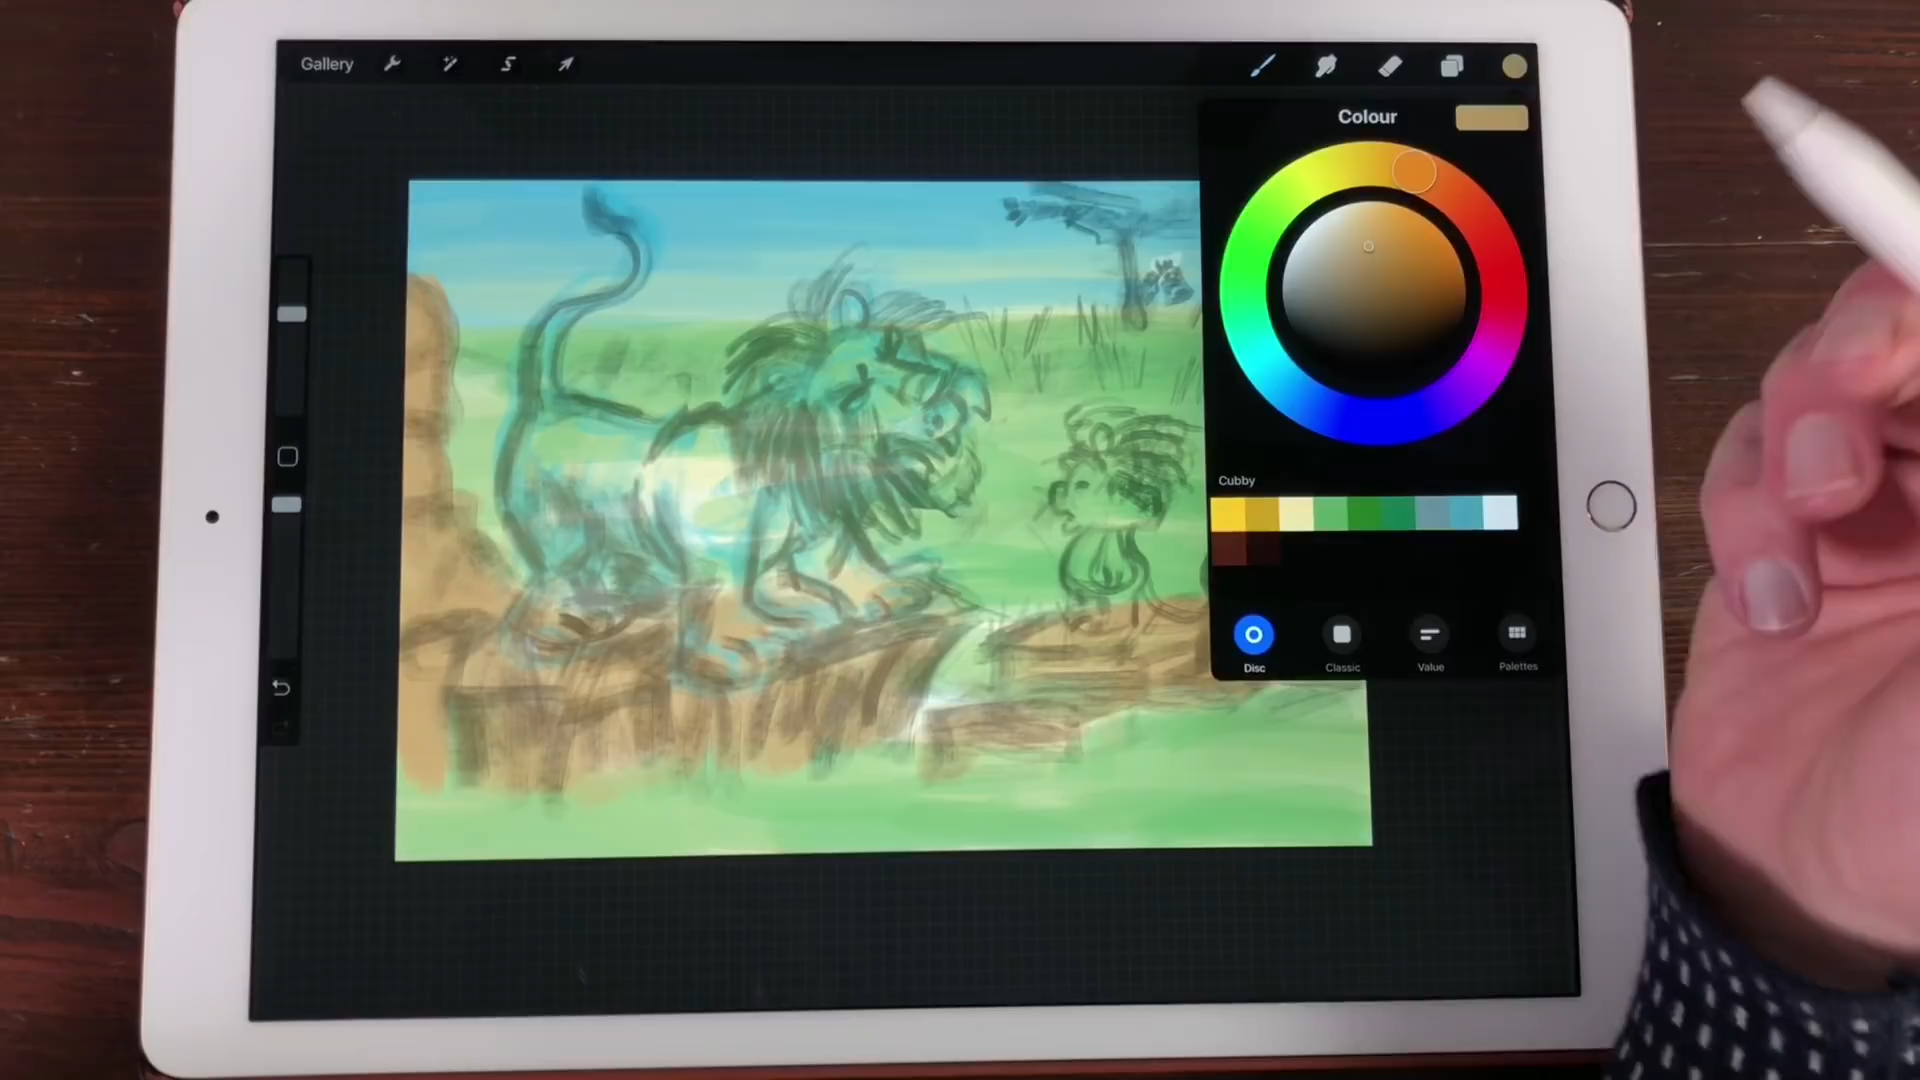 Gallery
Colour
Cubby
Disc
Classic
Value
Palettes